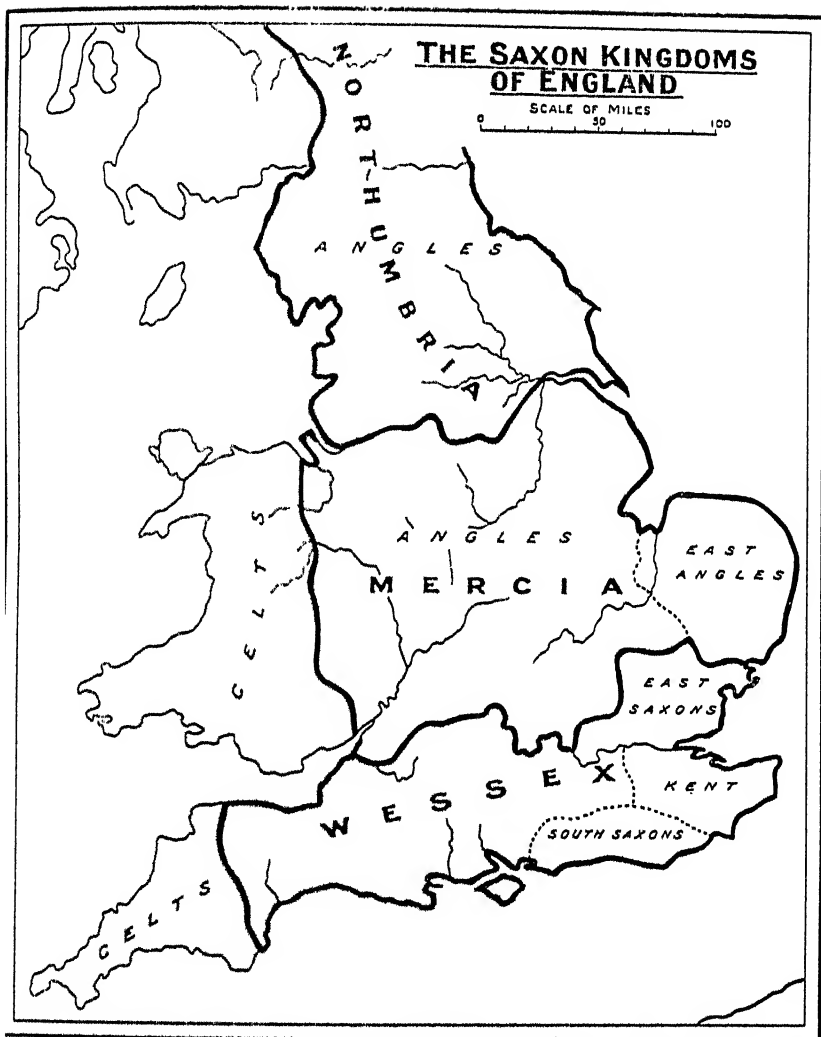 THE SAXON KINGDOMS
OF ENGLAND
SCALE OF MILES
0 50 100
NORTHUMBRIA
ANGLES
CELTS
ANGLES
MERCIA
EAST
ANGLES
EAST
SAXONS
WESSEX
KENT
SOUTH SAXONS
CELTS